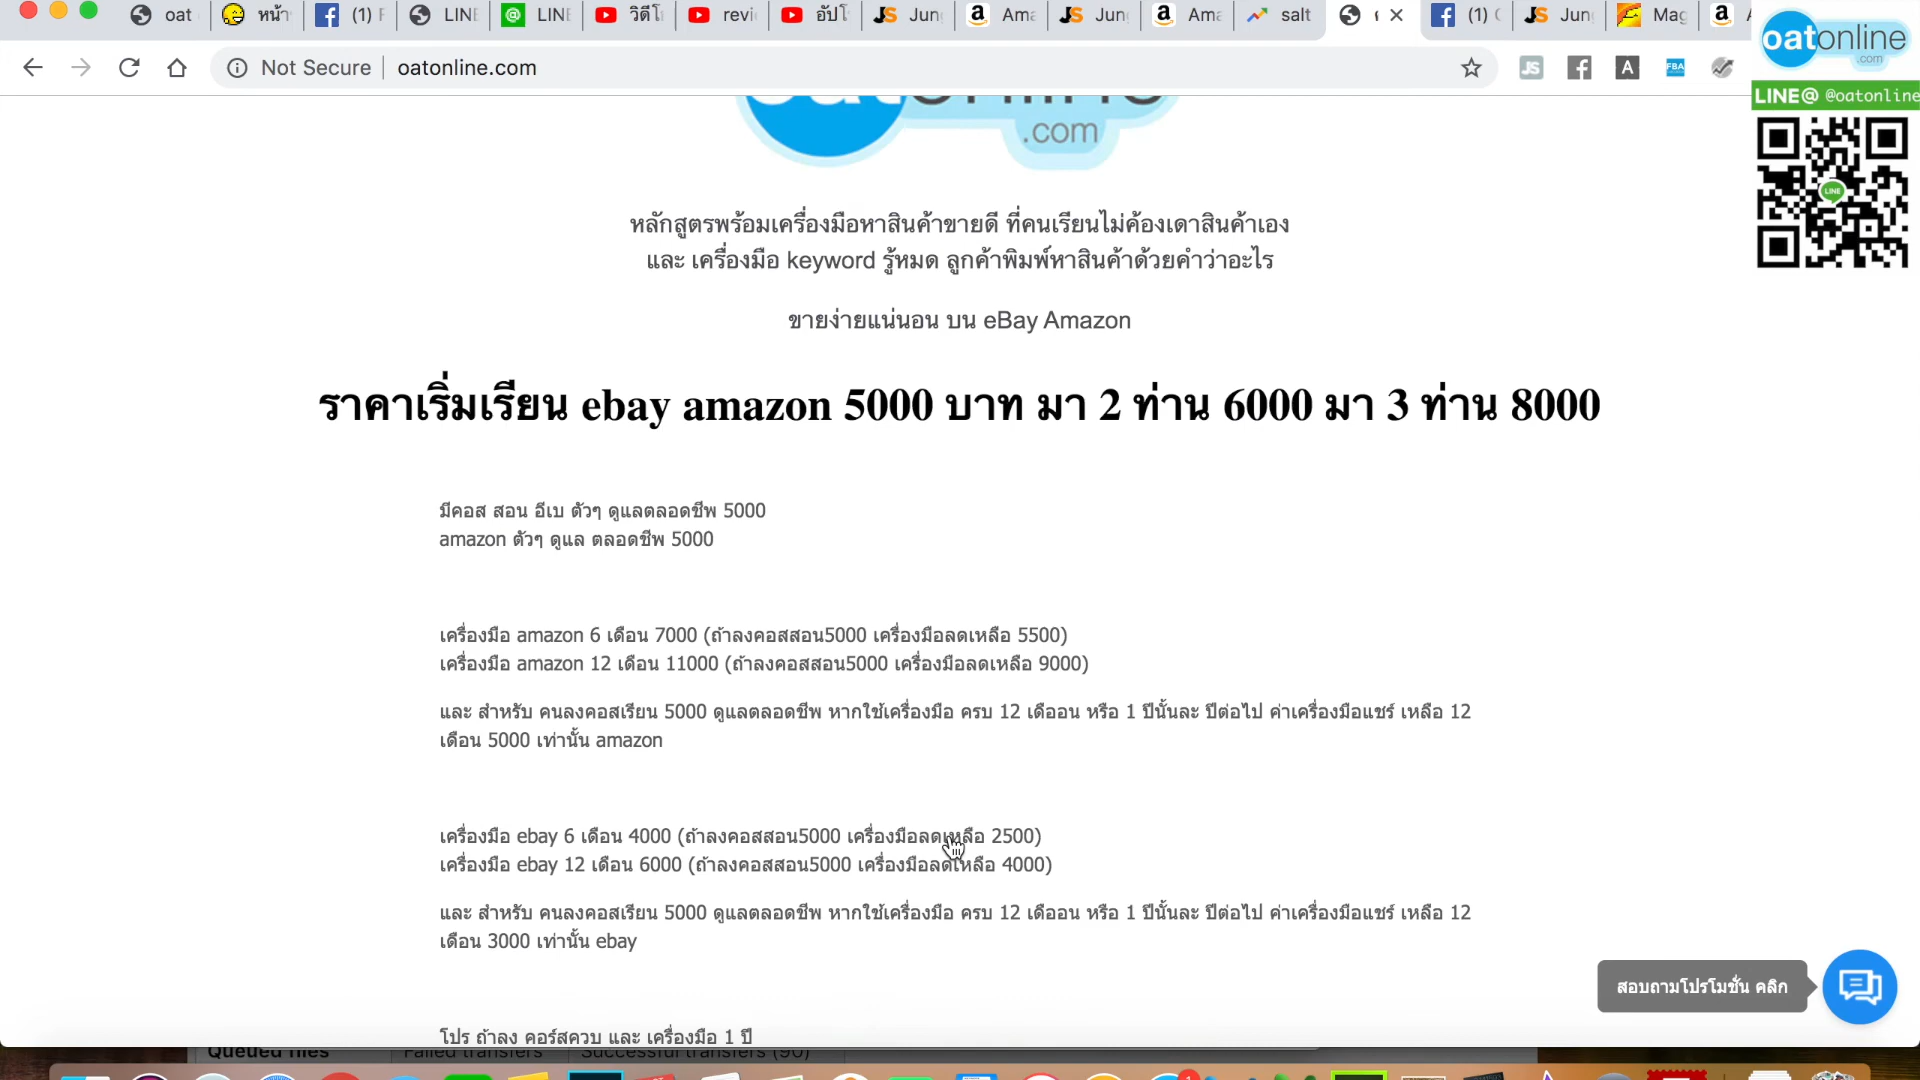 oat
หน้า
(1) F
LINE
LINE
วิดีโ
revi
อัปโ
Jun
Ama
Jun
Ama
salt
(1)
Jun
Mag
oatonline
.com
Not Secure
oatonline.com
LINE@ @oatonline
LINE
.com
หลักสูตรพร้อมเครื่องมือหาสินค้าขายดี ที่คนเรียนไม่ค้องเดาสินค้าเอง
และ เครื่องมือ keyword รู้หมด ลูกค้าพิมพ์หาสินค้าด้วยคำว่าอะไร
ขายง่ายแน่นอน บน eBay Amazon
ราคาเริ่มเรียน ebay amazon 5000 บาท มา 2 ท่าน 6000 มา 3 ท่าน 8000
มีคอส สอน อีเบ ตัวๆ ดูแลตลอดชีพ 5000
amazon ตัวๆ ดูแล ตลอดชีพ 5000
เครื่องมือ amazon 6 เดือน 7000 (ถ้าลงคอสสอน5000 เครื่องมือลดเหลือ 5500)
เครื่องมือ amazon 12 เดือน 11000 (ถ้าลงคอสสอน5000 เครื่องมือลดเหลือ 9000)
และ สำหรับ คนลงคอสเรียน 5000 ดูแลตลอดชีพ หากใช้เครื่องมือ ครบ 12 เดืออน หรือ 1 ปีนั้นละ ปีต่อไป ค่าเครื่องมือแชร์ เหลือ 12
เดือน 5000 เท่านั้น amazon
เครื่องมือ ebay 6 เดือน 4000 (ถ้าลงคอสสอน5000 เครื่องมือลดเหลือ 2500)
เครื่องมือ ebay 12 เดือน 6000 (ถ้าลงคอสสอน5000 เครื่องมือลดเหลือ 4000)
และ สำหรับ คนลงคอสเรียน 5000 ดูแลตลอดชีพ หากใช้เครื่องมือ ครบ 12 เดืออน หรือ 1 ปีนั้นละ ปีต่อไป ค่าเครื่องมือแชร์ เหลือ 12
เดือน 3000 เท่านั้น ebay
สอบถามโปรโมชั่น คลิก
โปร ถ้าลง คอร์สควบ และ เครื่องมือ 1 ปี
Queued files Failed transfers Successful transfers (90)